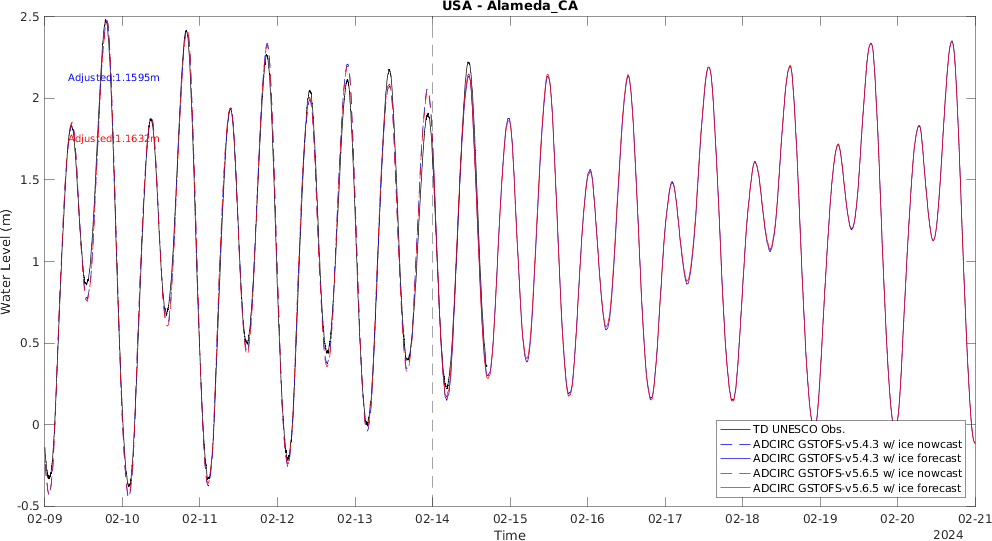 USA - Alameda_CA
2.5
2
1.5
1
0.5
0
-0.5
Water Level (m)
Adjusted:1.1595m
Adjusted:1.1632m
TD UNESCO Obs.
ADCIRC GSTOFS-v5.4.3 w/ ice nowcast
ADCIRC GSTOFS-v5.4.3 w/ ice forecast
ADCIRC GSTOFS-v5.6.5 w/ ice nowcast
ADCIRC GSTOFS-v5.6.5 w/ ice forecast
02-09 02-10 02-11 02-12 02-13 02-14 02-15 02-16 02-17 02-18 02-19 02-20 02-21
Time
2024